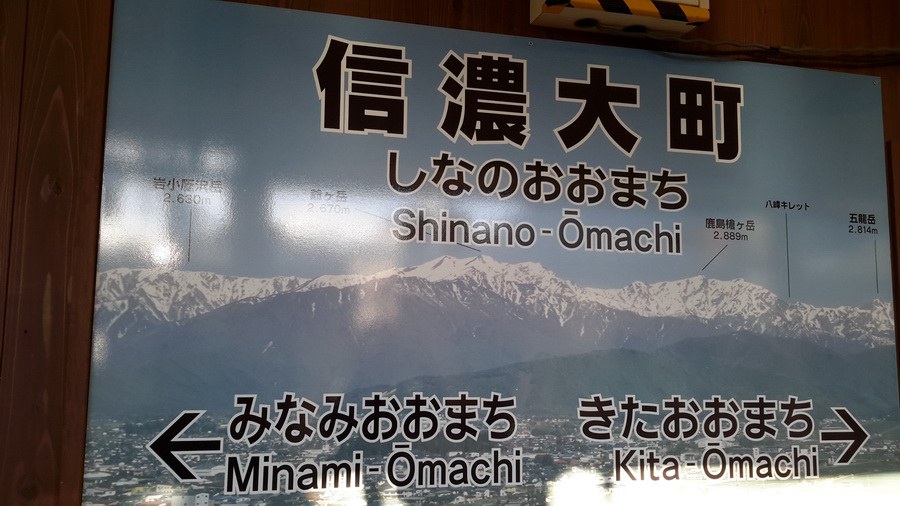 信濃大町
しなのおおまち
Shinano-Ōmachi
岩小屋沢岳
2.630m
爺ヶ岳
2.670m
鹿島槍ヶ岳
2.889m
八峰キレット
五龍岳
2.814m
みなみおおまち
Minami-Ōmachi
きたおおまち
Kita-Ōmachi